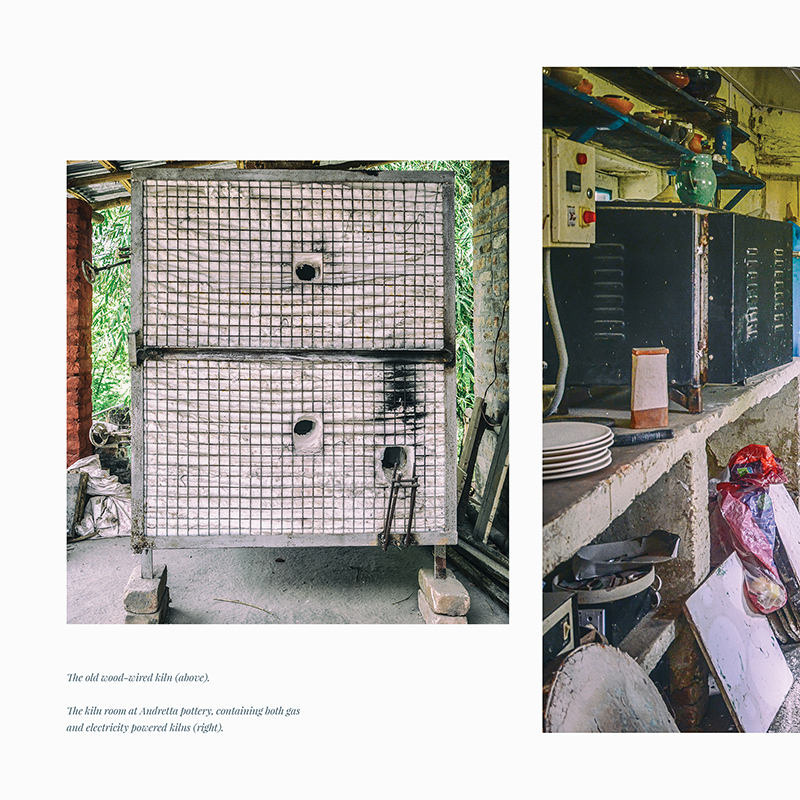 The old wood-wired kiln (above).
The kiln room at Andretta pottery, containing both gas
and electricity powered kilns (right).